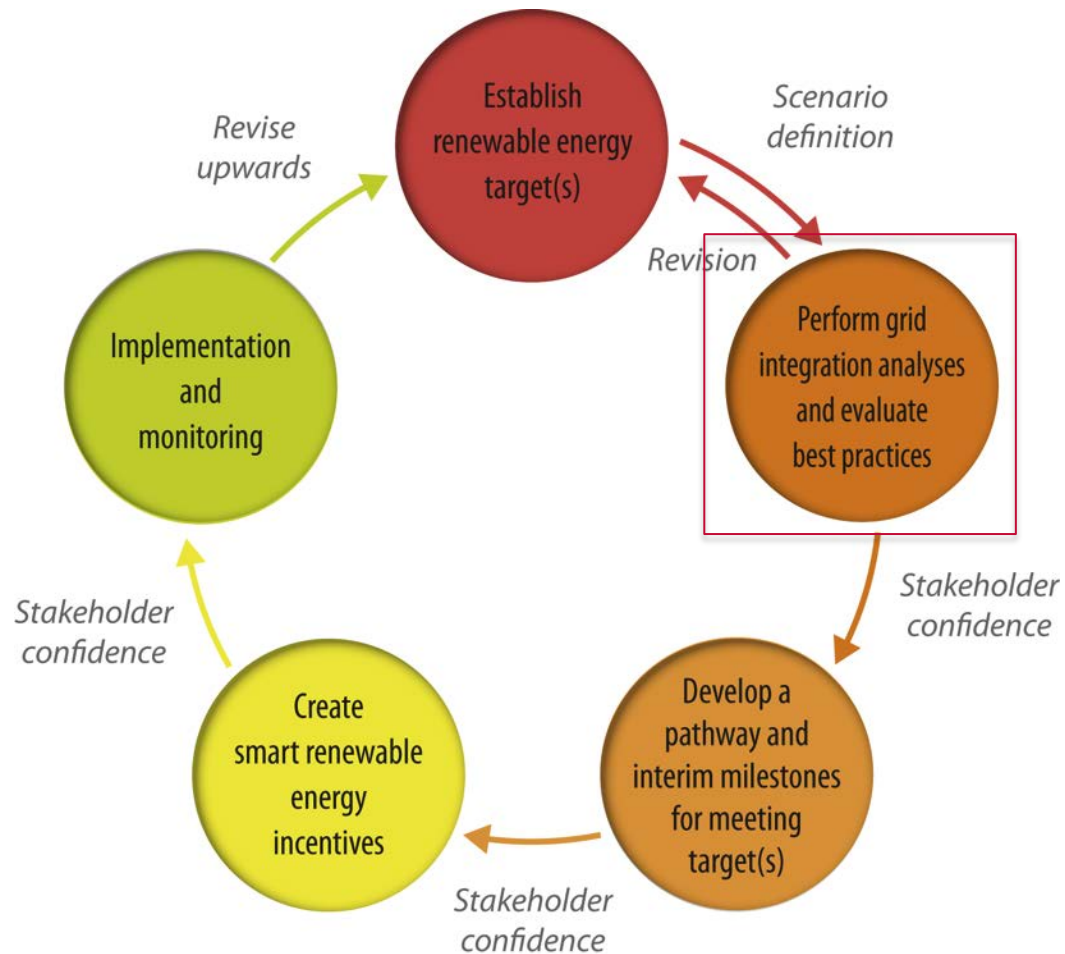 Establish
renewable energy
target(s)
Scenario
definition
Revision
Perform grid
integration analyses
and evaluate
best practices
Stakeholder
confidence
Develop a
pathway and
interim milestones
for meeting
target(s)
Stakeholder
confidence
Create
smart renewable
energy
incentives
Stakeholder
confidence
Implementation
and
monitoring
Revise
upwards